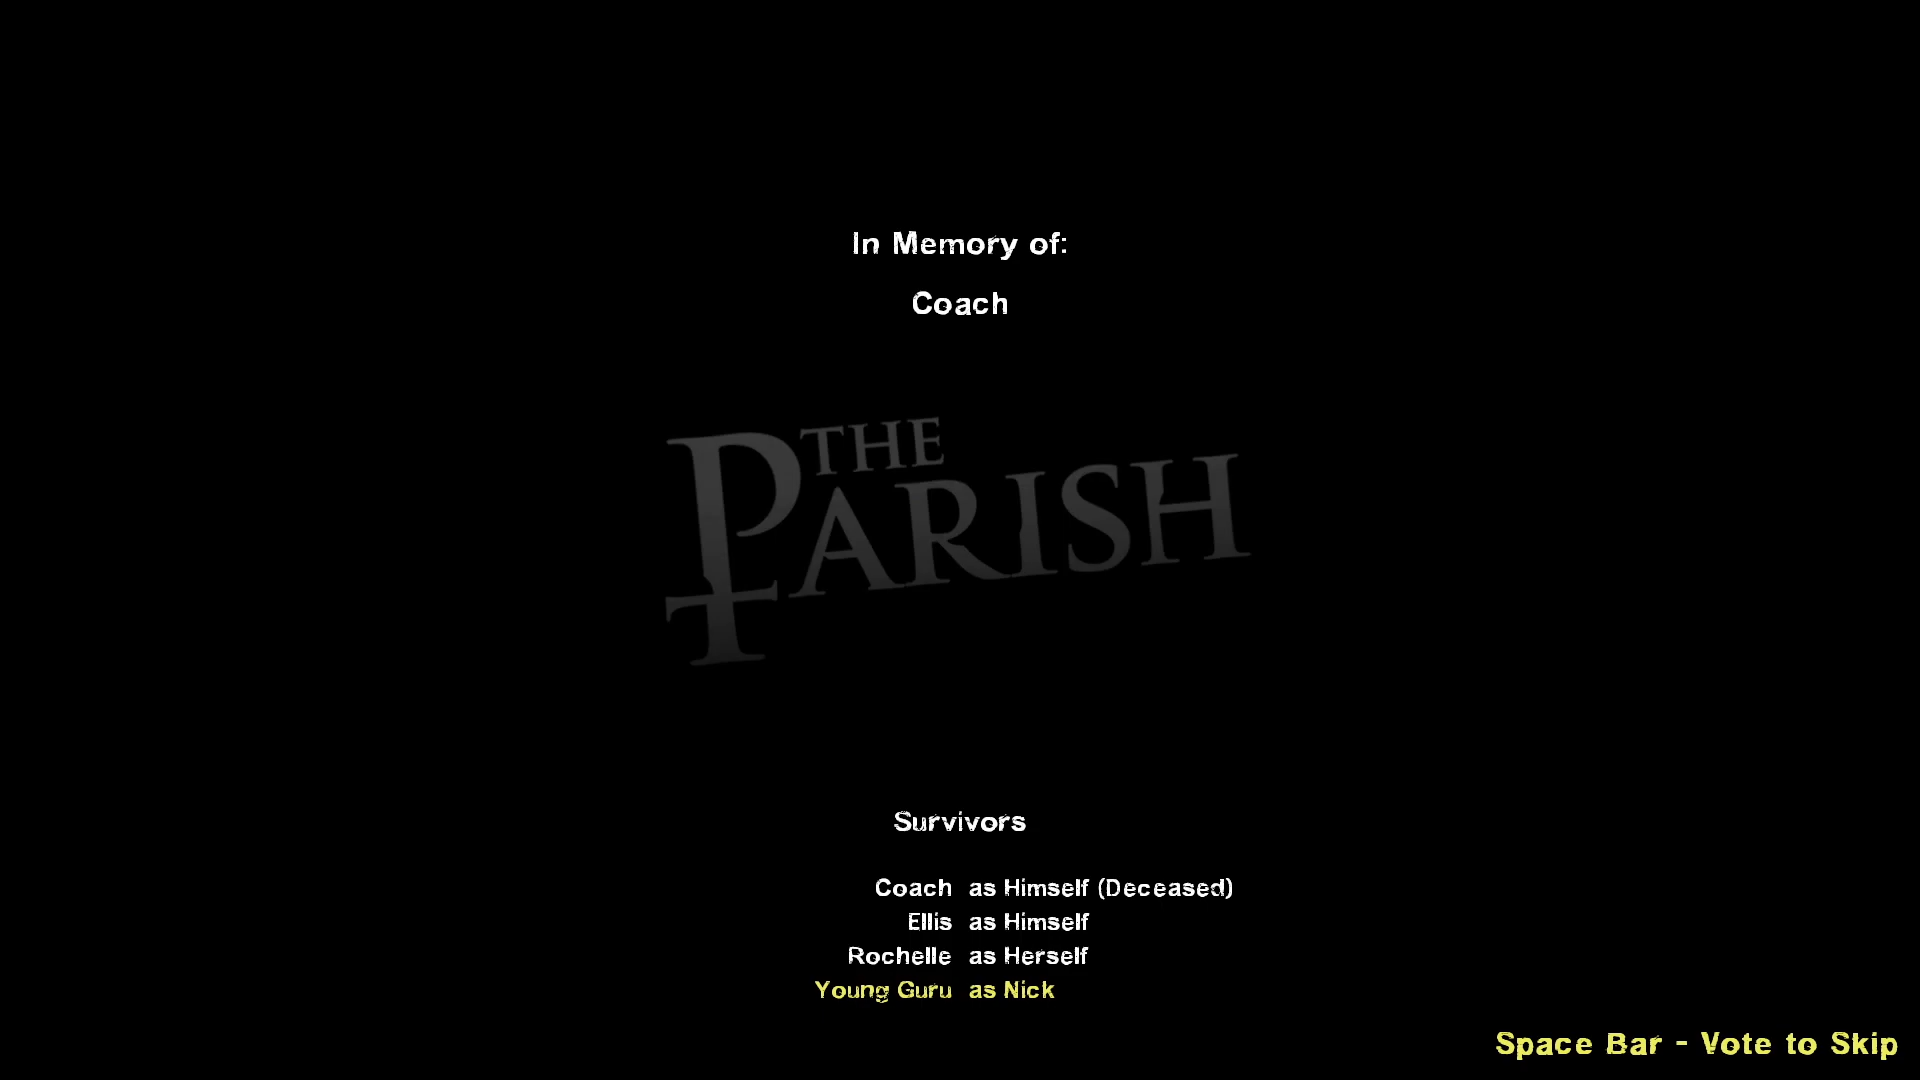 In Memory of:
Coach
THE
PARISH
Survivors
Coach as Himself (Deceased)
Ellis as Himself
Rochelle as Herself
Young Guru as Nick
Space Bar - Vote to Skip